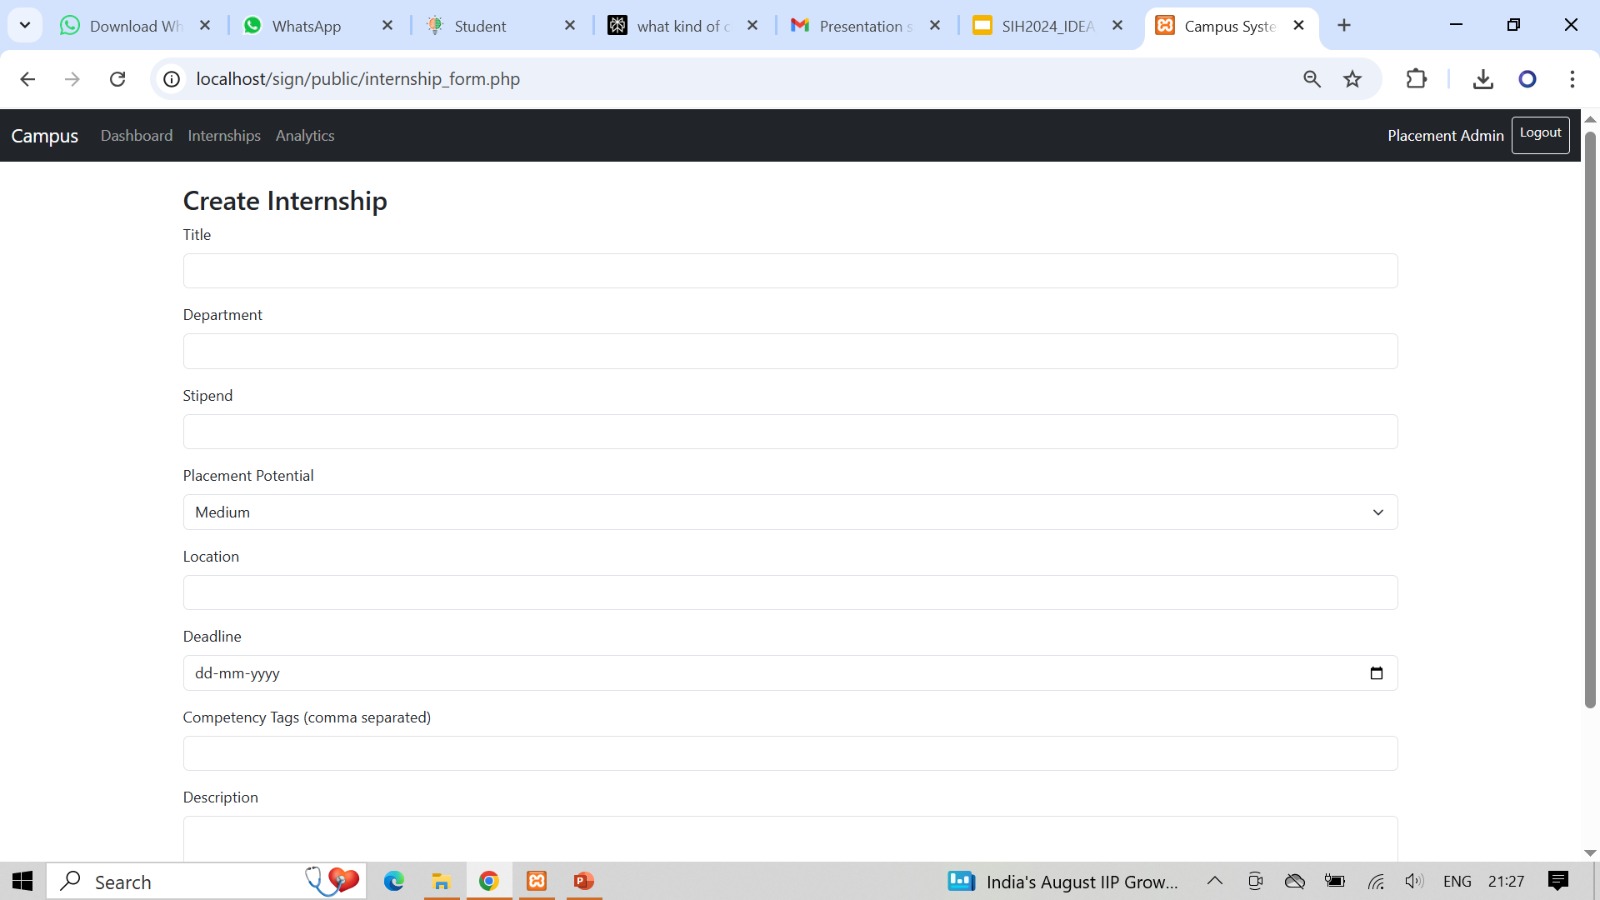 Download Wh
WhatsApp
Student
what kind of c
Presentation s
SIH2024_IDEA
Campus Syste
localhost/sign/public/internship_form.php
Campus Dashboard Internships Analytics Placement Admin Logout
Create Internship
Title
Department
Stipend
Placement Potential
Medium
Location
Deadline
dd-mm-yyyy
Competency Tags (comma separated)
Description
Search India's August IIP Grow... ENG 21:27